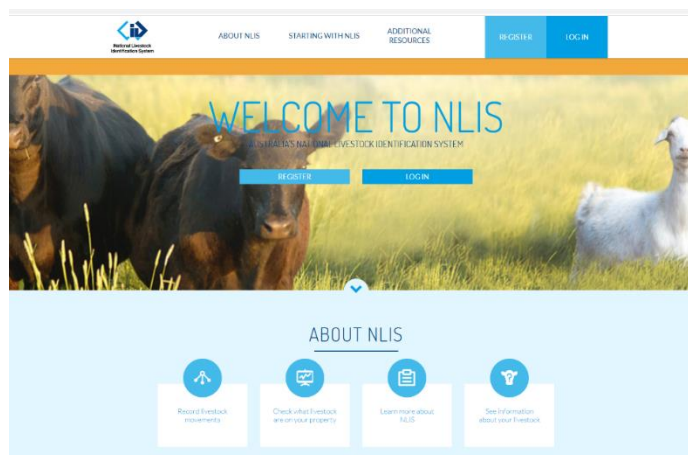 National Livestock
Identification System
ABOUT NLIS
STARTING WITH NLIS
ADDITIONAL
RESOURCES
REGISTER
LOG IN
WELCOME TO NLIS
AUSTRALIA'S NATIONAL LIVESTOCK IDENTIFICATION SYSTEM
REGISTER
LOG IN
ABOUT NLIS
Record livestock
movements
Check what livestock
are on your property
Learn more about
NLIS
See information
about your livestock